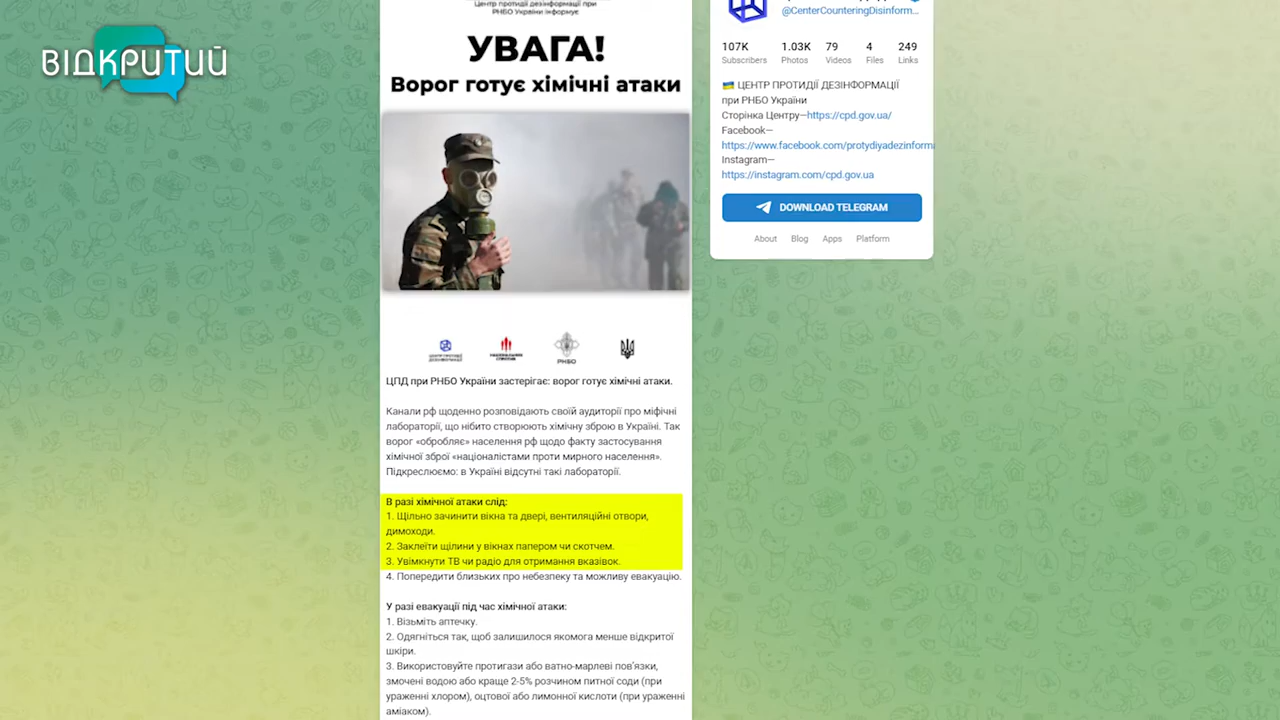 ВІДКРИТИЙ
Центр протидії дезінформації при
РНБО України інформує
УВАГА!
Ворог готує хімічні атаки
РНБО
ЦПД при РНБО України застерігає: ворог готує хімічні атаки.
Канали рф щоденно розповідають своїй аудиторії про міфічні
лабораторії, що нібито створюють хімічну зброю в Україні. Так
ворог «обробляє» населення рф щодо факту застосування
хімічної зброї «націоналістами проти мирного населення».
Підкреслюємо: в Україні відсутні такі лабораторії.
В разі хімічної атаки слід:
1. Щільно зачинити вікна та двері, вентиляційні отвори,
димоходи.
2. Заклеїти щілини у вікнах папером чи скотчем.
3. Увімкнути ТВ чи радіо для отримання вказівок.
4. Попередити близьких про небезпеку та можливу евакуацію.
У разі евакуації під час хімічної атаки:
1. Візьміть аптечку.
2. Одягніться так, щоб залишилося якомога менше відкритої
шкіри.
3. Використовуйте протигази або ватно-марлеві пов'язки,
змочені водою або краще 2-5% розчином питної соди (при
ураженні хлором), оцтової або лимонної кислоти (при ураженні
аміаком).
@CenterCounteringDisinform...
107K 1.03K 79 4 249
Subscribers Photos Videos Files Links
ЦЕНТР ПРОТИДІЇ ДЕЗІНФОРМАЦІЇ
при РНБО України
Сторінка Центру—https://cpd.gov.ua/
Facebook—
https://www.facebook.com/protydiyadezinforma
Instagram—
https://instagram.com/cpd.gov.ua
DOWNLOAD TELEGRAM
About Blog Apps Platform